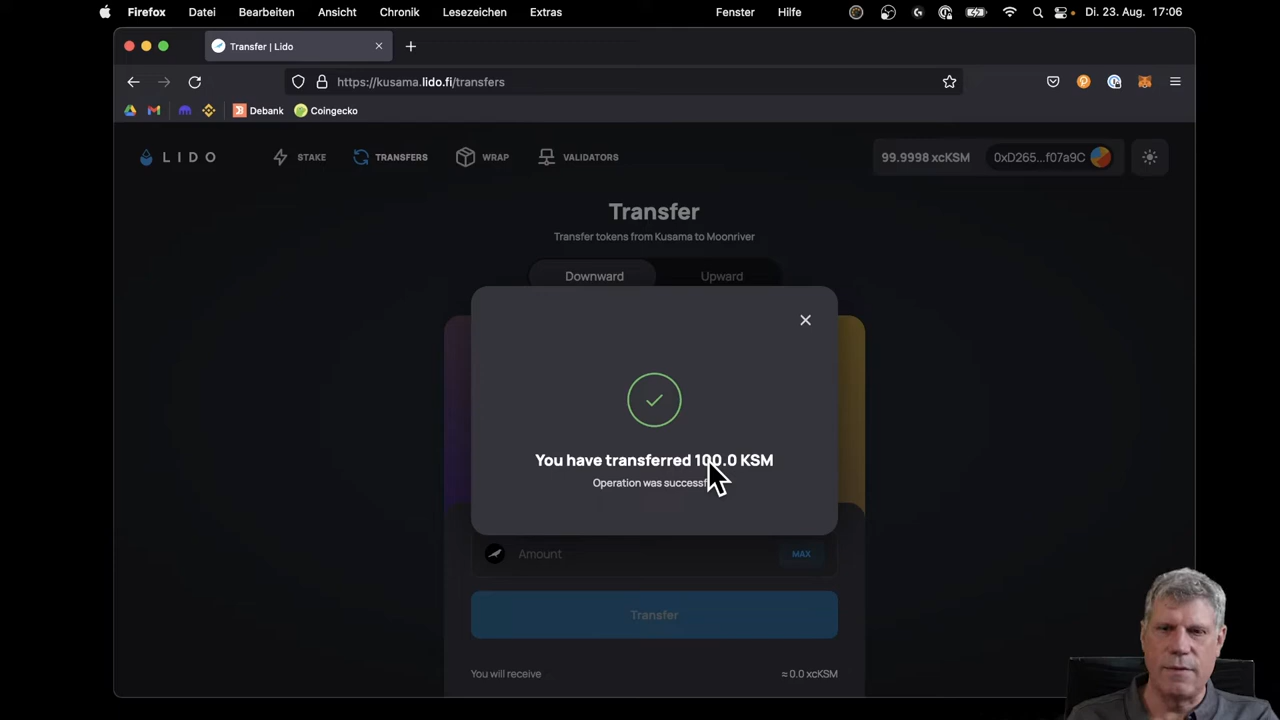 Firefox Datei Bearbeiten Ansicht Chronik Lesezeichen Extras Fenster Hilfe Di. 23. Aug. 17:06
Transfer | Lido
https://kusama.lido.fi/transfers
Debank Coingecko
LIDO STAKE TRANSFERS WRAP VALIDATORS 99.9998 xcKSM 0xD265...f07a9C
Transfer
Transfer tokens from Kusama to Moonriver
Downward Upward
You have transferred 100.0 KSM
Operation was
Amount MAX
Transfer
You will receive ≈ 0.0 xcKSM